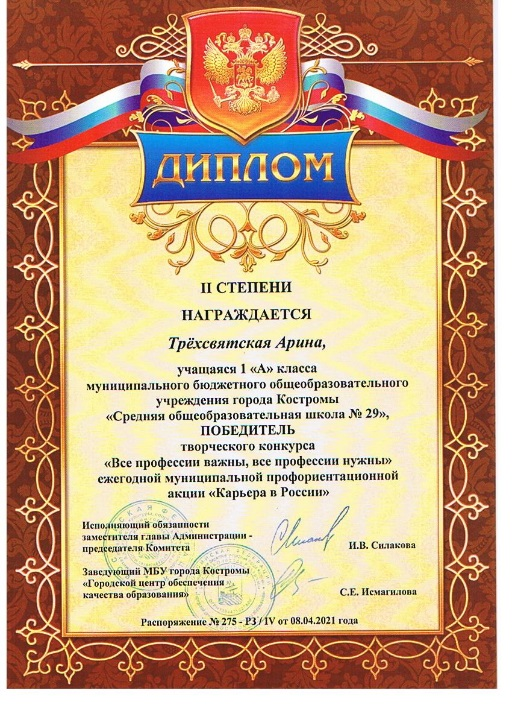 ДИПЛОМ
II СТЕПЕНИ
НАГРАЖДАЕТСЯ
Трёхсвятская Арина,
учащаяся 1 «А» класса
муниципального бюджетного общеобразовательного
учреждения города Костромы
«Средняя общеобразовательная школа № 29»,
ПОБЕДИТЕЛЬ
творческого конкурса
«Все профессии важны, все профессии нужны»
ежегодной муниципальной профориентационной
акции «Карьера в России»
Исполняющий обязанности
заместителя главы Администрации -
председателя Комитета
И.В. Силакова
Заведующий МБУ города Костромы
«Городской центр обеспечения
качества образования»
С.Е. Исмагилова
Распоряжение № 275 - РЗ / IV от 08.04.2021 года